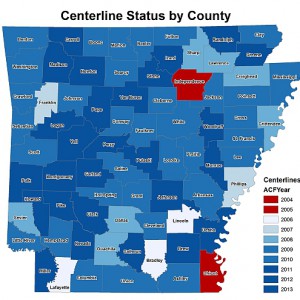 Centerline Status by County
Benton
Carroll
Boone
Marion
Baxter
Fulton
Randolph
Clay
Sharp
Washington
Madison
Newton
Searcy
Stone
Lawrence
Greene
Izard
Independence
Craighead
Mississippi
Crawford
Franklin
Johnson
Pope
Van Buren
Cleburne
Jackson
Poinsett
Logan
Conway
Faulkner
White
Cross
Crittenden
Sebastian
Yell
Perry
St. Francis
Scott
Pulaski
Lonoke
Prairie
Monroe
Lee
Polk
Montgomery
Garland
Saline
Phillips
Grant
Jefferson
Arkansas
Howard
Pike
Hot Spring
Sevier
Clark
Dallas
Cleveland
Lincoln
Desha
Little River
Hempstead
Nevada
Ouachita
Calhoun
Bradley
Drew
Miller
Lafayette
Columbia
Union
Ashley
Chicot
Centerlines
ACFYear
2004
2005
2006
2007
2008
2009
2010
2011
2012
2013